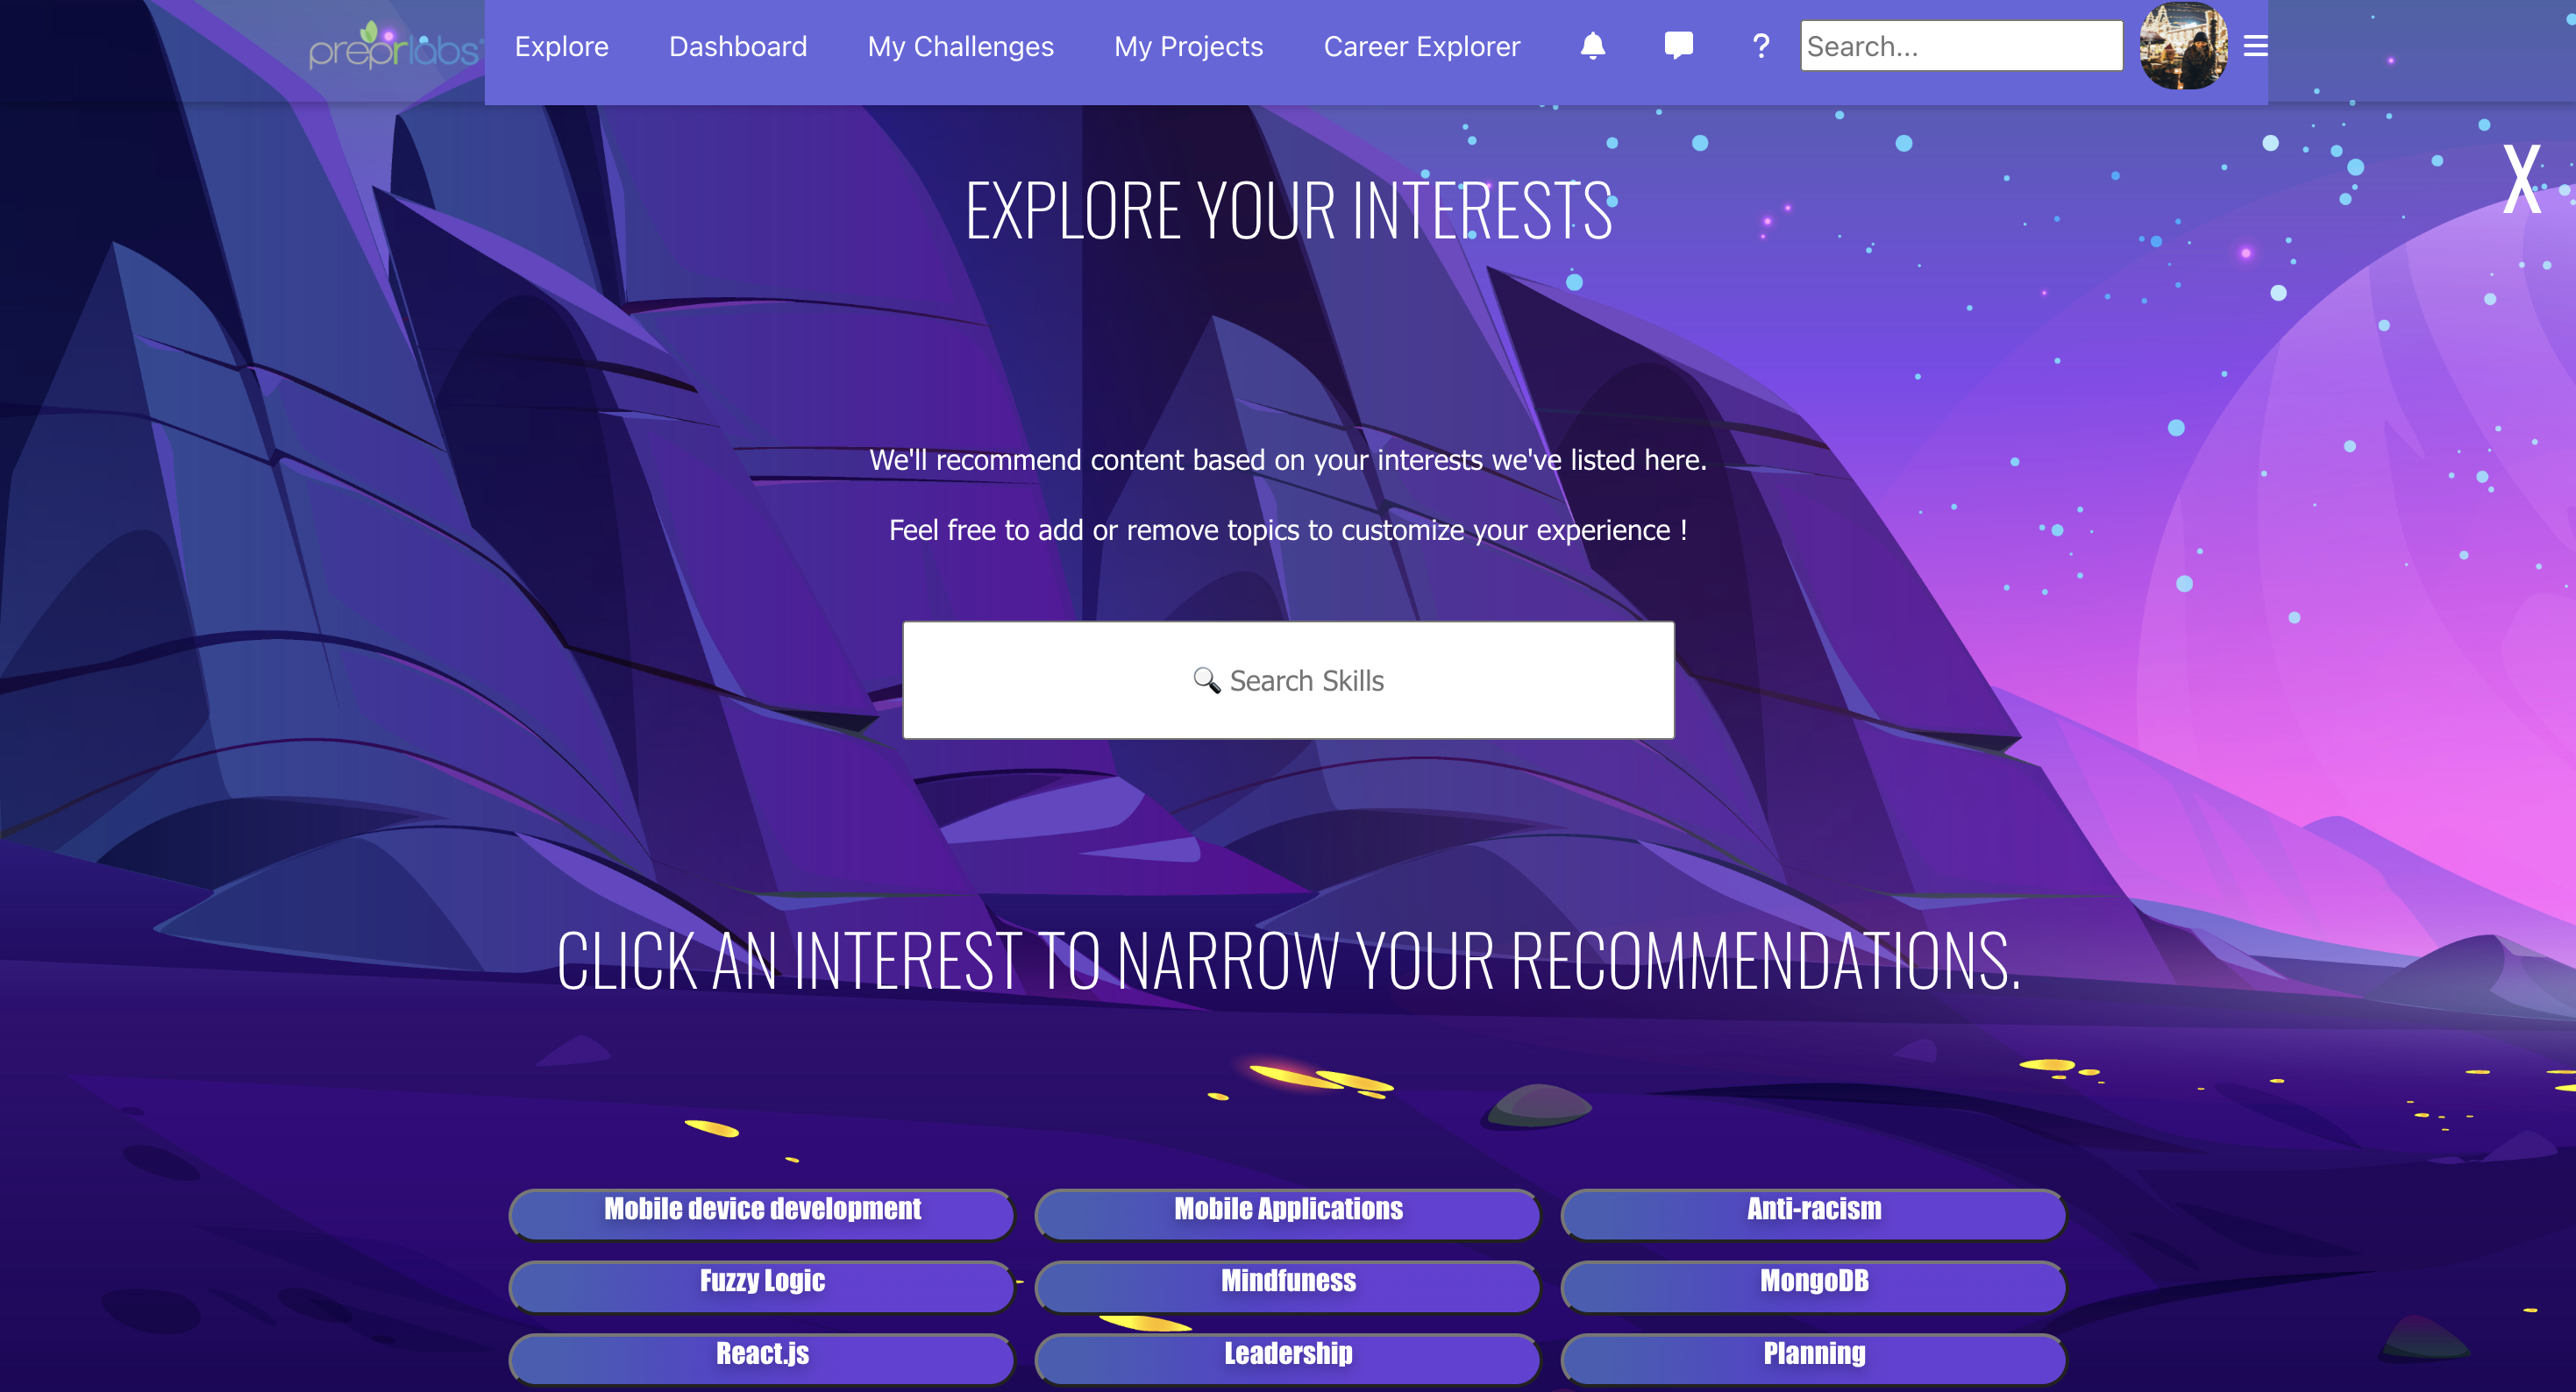 preprlabs Explore Dashboard My Challenges My Projects Career Explorer ? Search...
X
EXPLORE YOUR INTERESTS
We'll recommend content based on your interests we've listed here.
Feel free to add or remove topics to customize your experience !
🔍 Search Skills
CLICK AN INTEREST TO NARROW YOUR RECOMMENDATIONS.
Mobile device development Mobile Applications Anti-racism
Fuzzy Logic Mindfuness MongoDB
React.js Leadership Planning